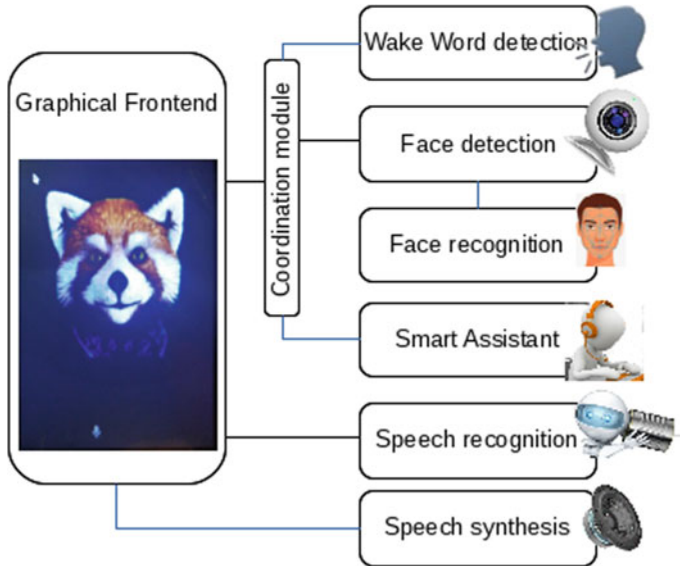 Graphical Frontend
Coordination module
Wake Word detection
Face detection
Face recognition
Smart Assistant
Speech recognition
Speech synthesis